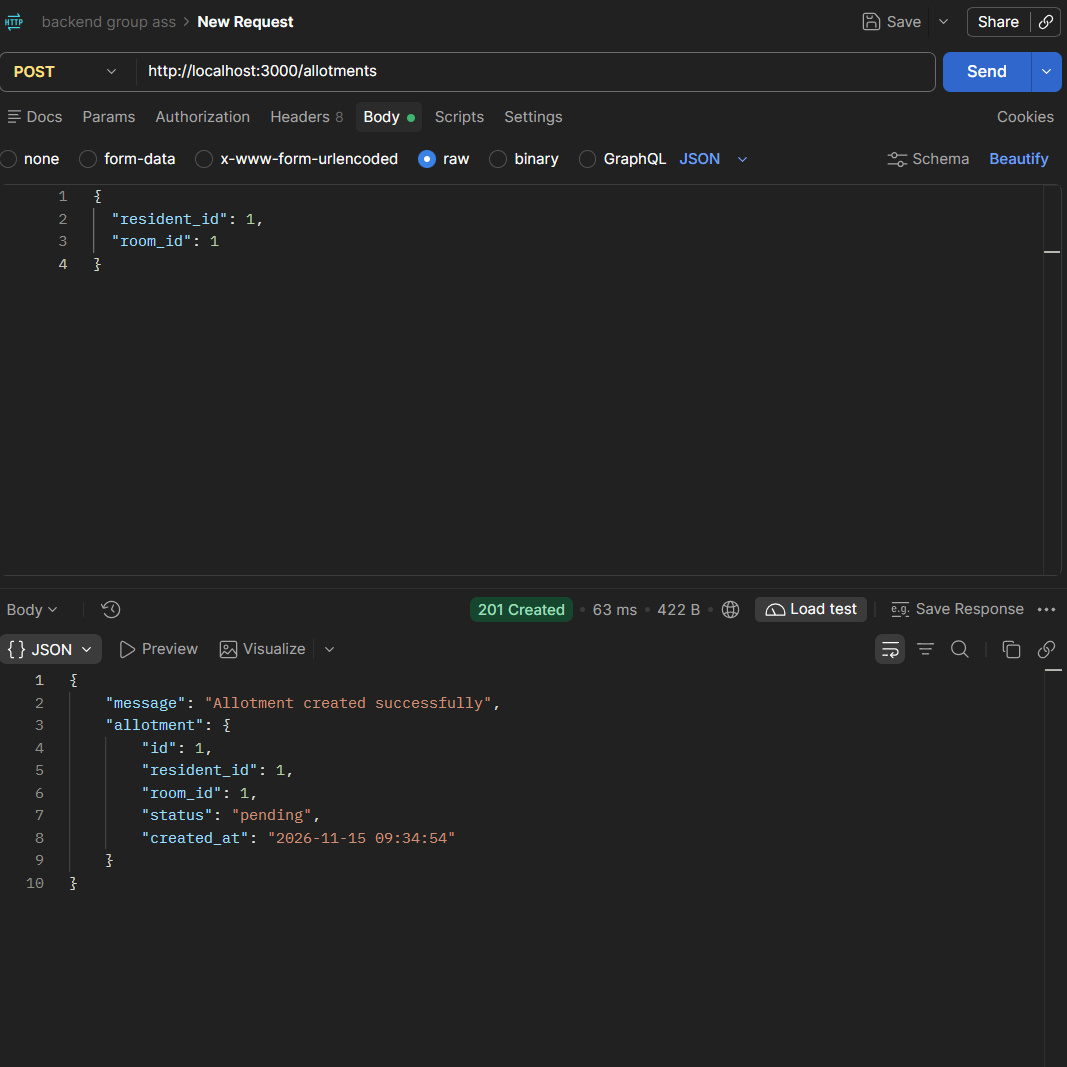 HTTP backend group ass > New Request Save Share
POST http://localhost:3000/allotments Send
Docs Params Authorization Headers 8 Body Scripts Settings Cookies
none form-data x-www-form-urlencoded raw binary GraphQL JSON Schema Beautify
1 {
2 "resident_id": 1,
3 "room_id": 1
4 }
Body 201 Created • 63 ms • 422 B • Load test e.g. Save Response
{} JSON Preview Visualize
1 {
2 "message": "Allotment created successfully",
3 "allotment": {
4 "id": 1,
5 "resident_id": 1,
6 "room_id": 1,
7 "status": "pending",
8 "created_at": "2026-11-15 09:34:54"
9 }
10 }